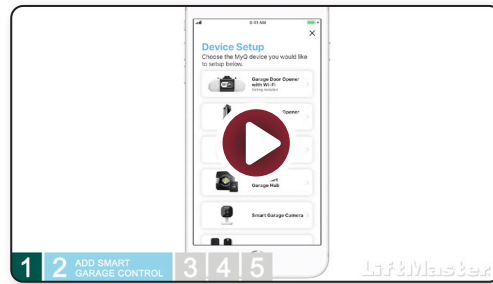 9:41 AM
Device Setup
Choose the MyQ device you would like
to setup below.
Garage Door Opener
with Wi-Fi
Opener
Garage Hub
Smart Garage Camera
1 2 ADD SMART
GARAGE CONTROL 3 4 5
LiftMaster